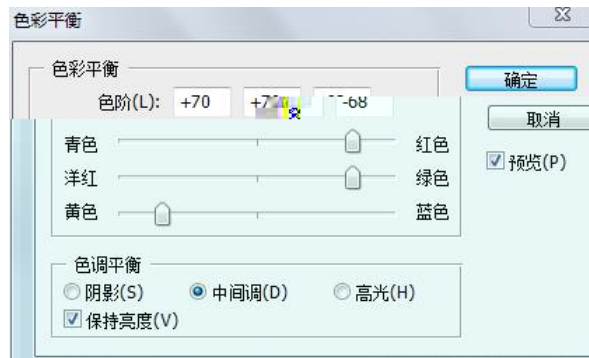 色彩平衡
色彩平衡
确定
色阶(L): +70 -68
取消
青色 红色
预览(P)
洋红 绿色
黄色 蓝色
色调平衡
阴影(S) 中间调(D) 高光(H)
保持亮度(V)